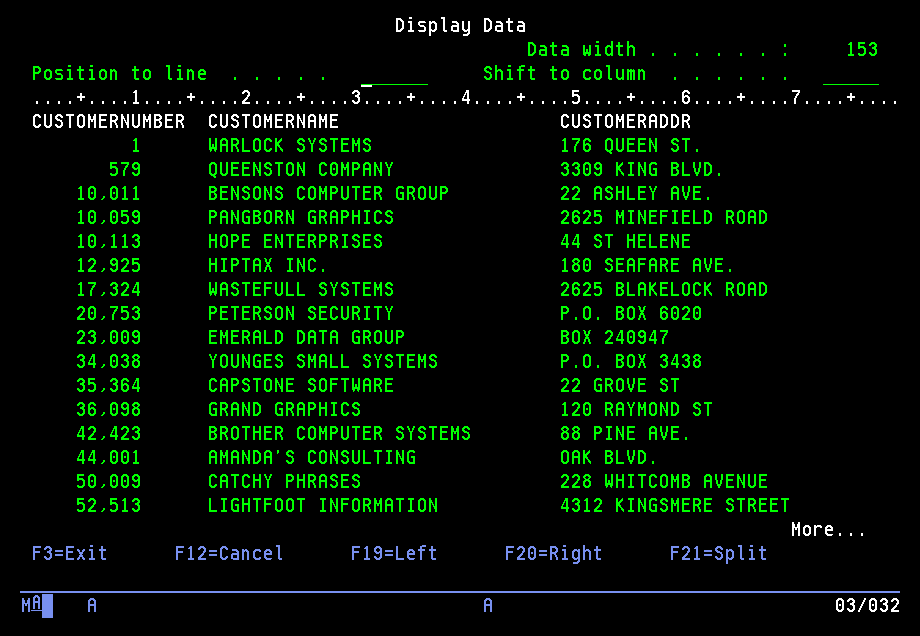 Display Data
Data width . . . . . . : 153
Position to line . . . . . Shift to column . . . . . .
....+....1....+....2....+....3....+....4....+....5....+....6....+....7....+....
CUSTOMERNUMBER CUSTOMERNAME CUSTOMERADDR
1 WARLOCK SYSTEMS 176 QUEEN ST.
579 QUEENSTON COMPANY 3309 KING BLVD.
10,011 BENSONS COMPUTER GROUP 22 ASHLEY AVE.
10,059 PANGBORN GRAPHICS 2625 MINEFIELD ROAD
10,113 HOPE ENTERPRISES 44 ST HELENE
12,925 HIPTAX INC. 180 SEAFARE AVE.
17,324 WASTEFULL SYSTEMS 2625 BLAKELOCK ROAD
20,753 PETERSON SECURITY P.O. BOX 6020
23,009 EMERALD DATA GROUP BOX 240947
34,038 YOUNGES SMALL SYSTEMS P.O. BOX 3438
35,364 CAPSTONE SOFTWARE 22 GROVE ST
36,098 GRAND GRAPHICS 120 RAYMOND ST
42,423 BROTHER COMPUTER SYSTEMS 88 PINE AVE.
44,001 AMANDA'S CONSULTING OAK BLVD.
50,009 CATCHY PHRASES 228 WHITCOMB AVENUE
52,513 LIGHTFOOT INFORMATION 4312 KINGSMERE STREET
More...
F3=Exit F12=Cancel F19=Left F20=Right F21=Split
MA A A 03/032